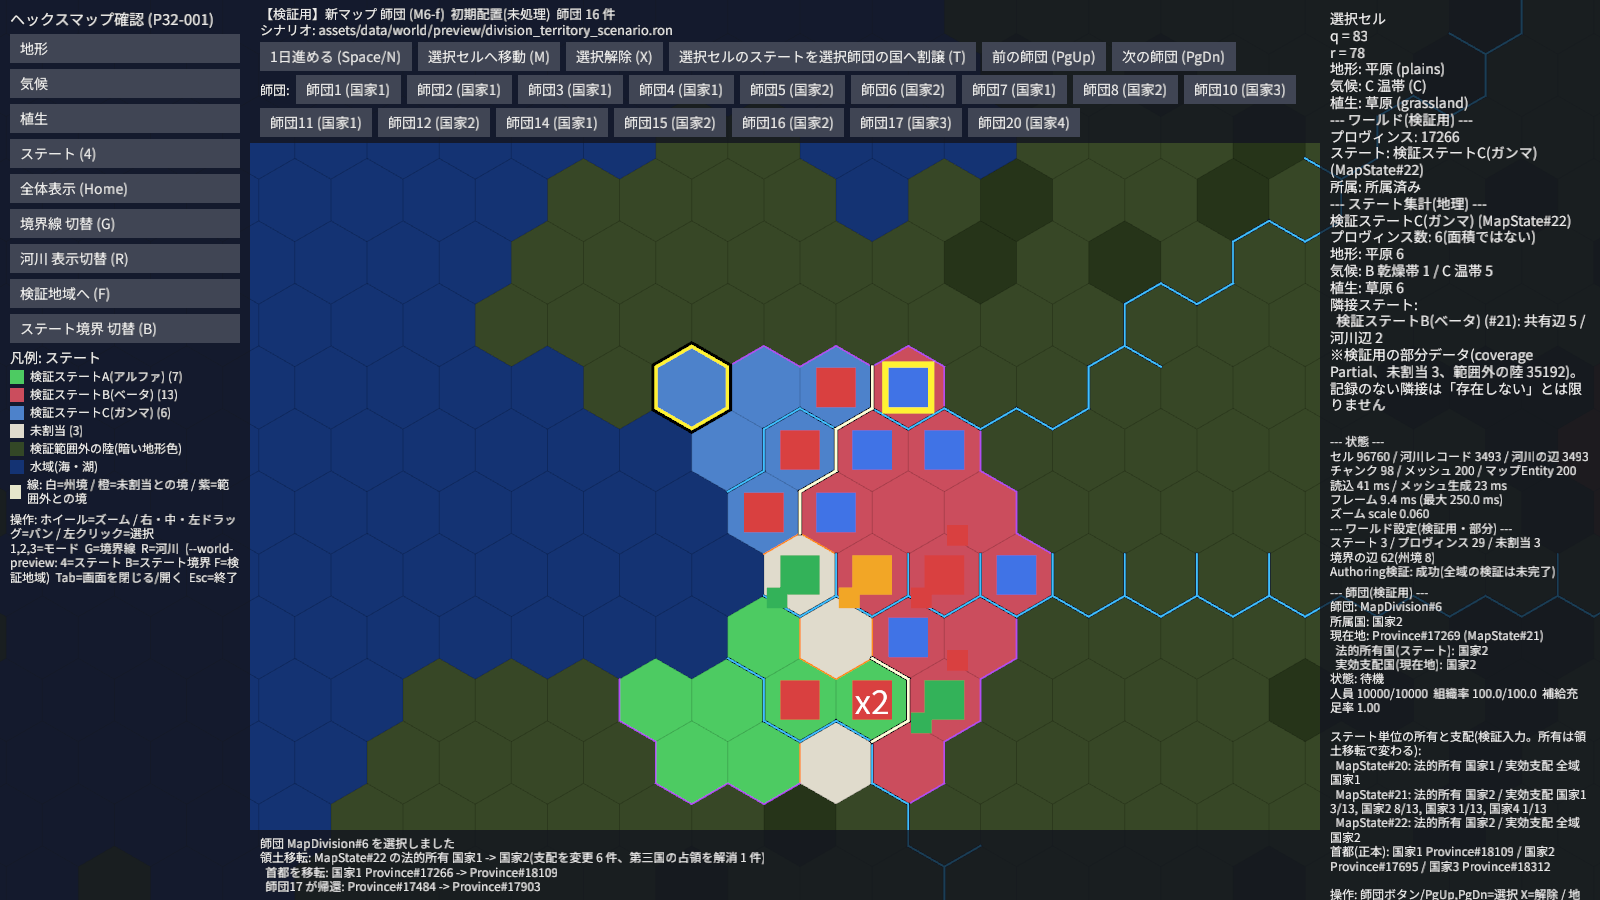 ヘックスマップ確認 (P32-001)
地形
気候
植生
ステート (4)
全体表示 (Home)
境界線 切替 (G)
河川 表示切替 (R)
検証地域へ (F)
ステート境界 切替 (B)
凡例: ステート
検証ステートA(アルファ) (7)
検証ステートB(ベータ) (13)
検証ステートC(ガンマ) (6)
未割当 (3)
検証範囲外の陸(暗い地形色)
水域(海・湖)
線: 白=州境 / 橙=未割当との境 / 紫=範
囲外との境
操作: ホイール=ズーム / 右・中・左ドラッ
グ=パン / 左クリック=選択
1,2,3=モード  G=境界線  R=河川  (--world-
preview: 4=ステート B=ステート境界 F=検
証地域)  Tab=画面を閉じる/開く  Esc=終了
【検証用】新マップ 師団 (M6-f)  初期配置(未処理)  師団 16 件
シナリオ: assets/data/world/preview/division_territory_scenario.ron
1日進める (Space/N)
選択セルへ移動 (M)
選択解除 (X)
選択セルのステートを選択師団の国へ割譲 (T)
前の師団 (PgUp)
次の師団 (PgDn)
師団:
師団1 (国家1)
師団2 (国家1)
師団3 (国家1)
師団4 (国家1)
師団5 (国家2)
師団6 (国家2)
師団7 (国家1)
師団8 (国家2)
師団10 (国家3)
師団11 (国家1)
師団12 (国家2)
師団14 (国家1)
師団15 (国家2)
師団16 (国家2)
師団17 (国家3)
師団20 (国家4)
x2
師団 MapDivision#6 を選択しました
領土移転: MapState#22 の法的所有 国家1 -> 国家2(支配を変更 6 件、第三国の占領を解消 1 件)
首都を移転: 国家1 Province#17266 -> Province#18109
師団17 が帰還: Province#17484 -> Province#17903
選択セル
q = 83
r = 78
地形: 平原 (plains)
気候: C 温帯 (C)
植生: 草原 (grassland)
--- ワールド(検証用) ---
プロヴィンス: 17266
ステート: 検証ステートC(ガンマ)
(MapState#22)
所属: 所属済み
--- ステート集計(地理) ---
検証ステートC(ガンマ) (MapState#22)
プロヴィンス数: 6(面積ではない)
地形: 平原 6
気候: B 乾燥帯 1 / C 温帯 5
植生: 草原 6
隣接ステート:
検証ステートB(ベータ) (#21): 共有辺 5 /
河川辺 2
※検証用の部分データ(coverage
Partial、未割当 3、範囲外の陸 35192)。
記録のない隣接は「存在しない」とは限
りません
--- 状態 ---
セル 96760 / 河川レコード 3493 / 河川の辺 3493
チャンク 98 / メッシュ 200 / マップEntity 200
読込 41 ms / メッシュ生成 23 ms
フレーム 9.4 ms (最大 250.0 ms)
ズーム scale 0.060
--- ワールド設定(検証用・部分) ---
ステート 3 / プロヴィンス 29 / 未割当 3
境界の辺 62(州境 8)
Authoring検証: 成功(全域の検証は未完了)
--- 師団(検証用) ---
師団: MapDivision#6
所属国: 国家2
現在地: Province#17269 (MapState#21)
法的所有国(ステート): 国家2
実効支配国(現在地): 国家2
状態: 待機
人員 10000/10000  組織率 100.0/100.0  補給充
足率 1.00
ステート単位の所有と支配(検証入力。所有は領
土移転で変わる):
MapState#20: 法的所有 国家1 / 実効支配 全域
国家1
MapState#21: 法的所有 国家2 / 実効支配 国家1
3/13, 国家2 8/13, 国家3 1/13, 国家4 1/13
MapState#22: 法的所有 国家2 / 実効支配 全域
国家2
首都(正本): 国家1 Province#18109 / 国家2
Province#17695 / 国家3 Province#18312
操作: 師団ボタン/PgUp,PgDn=選択 X=解除 / 地